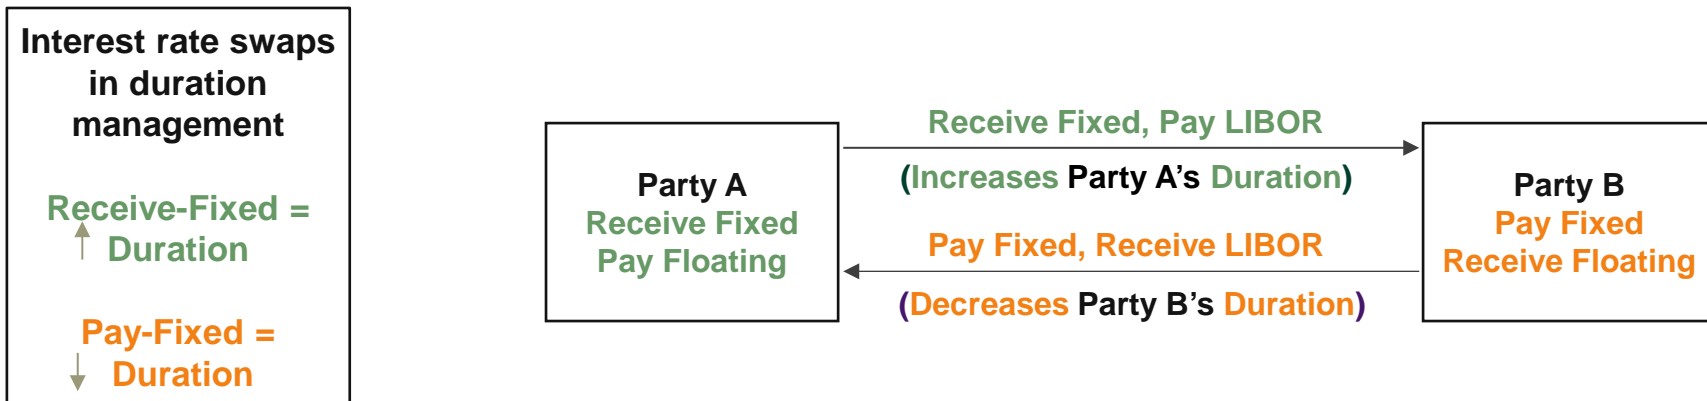 Interest rate swaps
in duration
management
Receive-Fixed =
↑ Duration
Pay-Fixed =
↓ Duration
Party A
Receive Fixed
Pay Floating
Receive Fixed, Pay LIBOR
(Increases Party A’s Duration)
Pay Fixed, Receive LIBOR
(Decreases Party B’s Duration)
Party B
Pay Fixed
Receive Floating